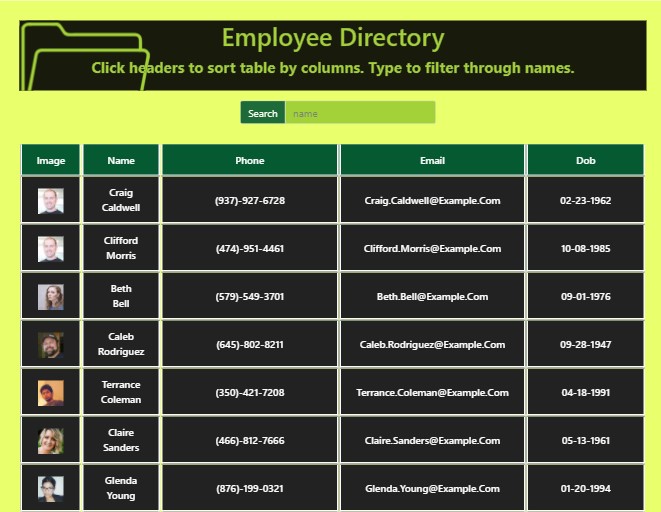 Employee Directory
Click headers to sort table by columns. Type to filter through names.
Search name
Image Name Phone Email Dob
Craig
Caldwell (937)-927-6728 Craig.Caldwell@Example.Com 02-23-1962
Clifford
Morris (474)-951-4461 Clifford.Morris@Example.Com 10-08-1985
Beth
Bell (579)-549-3701 Beth.Bell@Example.Com 09-01-1976
Caleb
Rodriguez (645)-802-8211 Caleb.Rodriguez@Example.Com 09-28-1947
Terrance
Coleman (350)-421-7208 Terrance.Coleman@Example.Com 04-18-1991
Claire
Sanders (466)-812-7666 Claire.Sanders@Example.Com 05-13-1961
Glenda
Young (876)-199-0321 Glenda.Young@Example.Com 01-20-1994